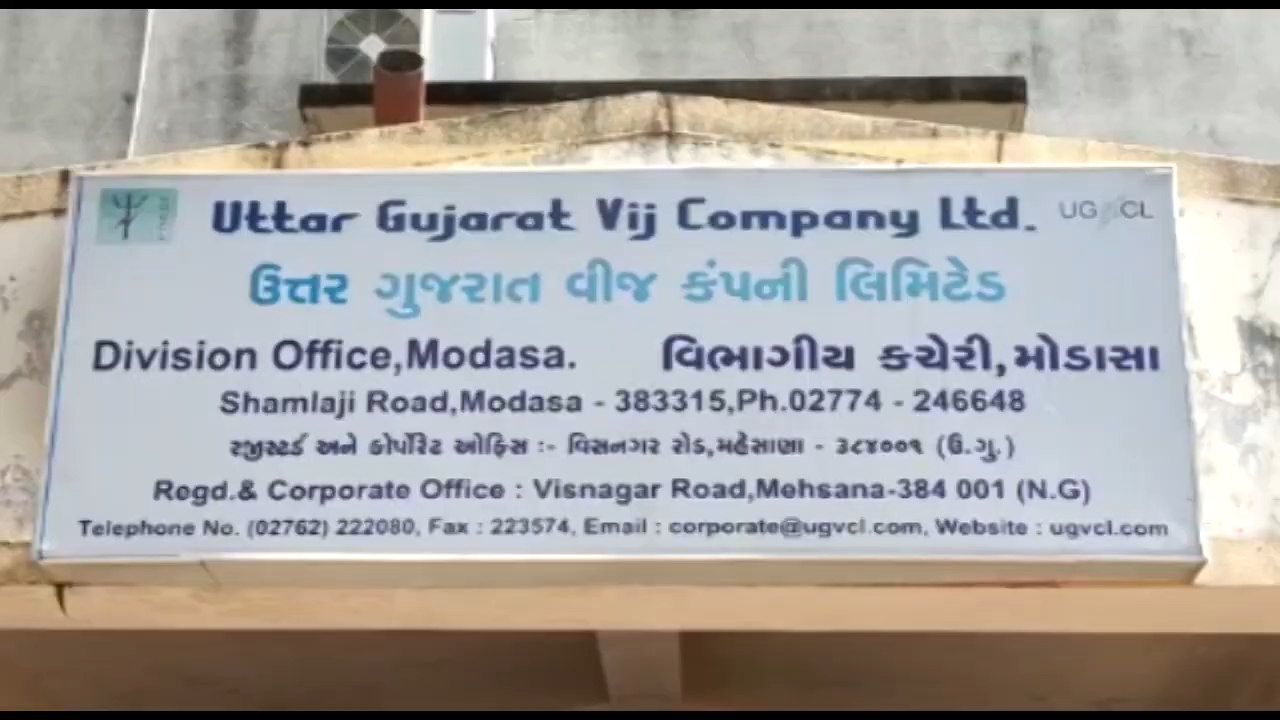 Uttar Gujarat Vij Company Ltd.
ઉત્તર ગુજરાત વીજ કંપની લિમિટેડ
Division Office,Modasa. વિભાગીય કચેરી,મોડાસા
Shamlaji Road,Modasa - 383315,Ph.02774 - 246648
રજીસ્ટર્ડ અને કોર્પોરેટ ઓફિસ :- વિસનગર રોડ,મહેસાણા - ૩૮૪૦૦૧ (ઉ.ગુ.)
Regd.& Corporate Office : Visnagar Road,Mehsana-384 001 (N.G)
Telephone No. (02762) 222080, Fax : 223574, Email : corporate@ugvcl.com, Website : ugvcl.com